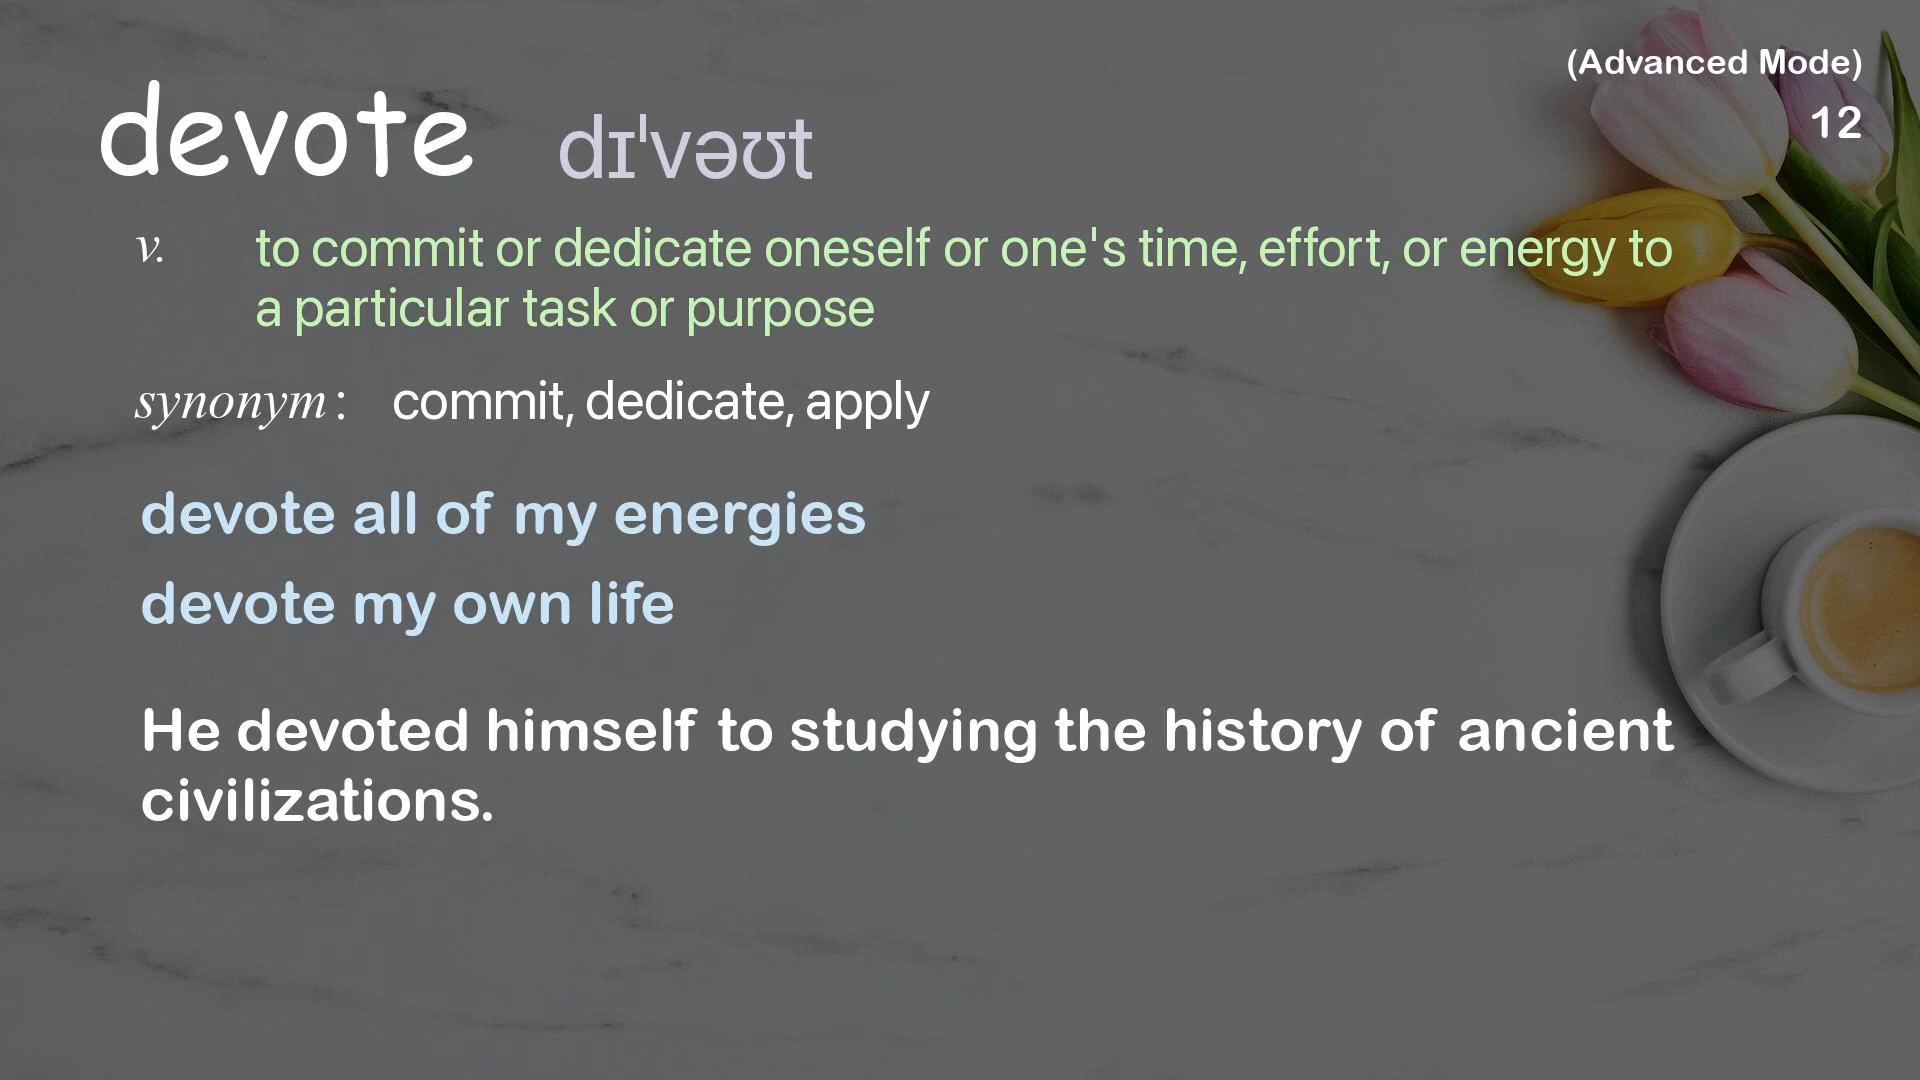 (Advanced Mode)
devote dɪˈvəʊt
12
v. to commit or dedicate oneself or one's time, effort, or energy to
a particular task or purpose
synonym: commit, dedicate, apply
devote all of my energies
devote my own life
He devoted himself to studying the history of ancient
civilizations.